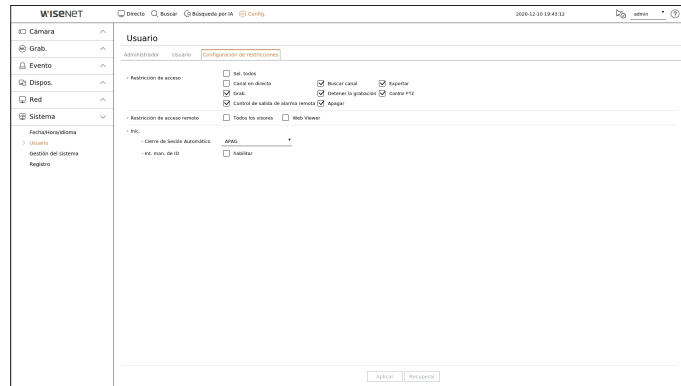 WISENET
Directo Buscar Búsqueda por IA Config. 2020-12-10 19:43:12 admin ?
Cámara
Grab.
Evento
Dispos.
Red
Sistema
Fecha/Hora/Idioma
> Usuario
Gestión del sistema
Registro
Usuario
Administrador Usuario Configuración de restricciones
• Restricción de acceso
Sel. todos
Canal en directo Buscar canal Exportar
Grab. Detener la grabación Control PTZ
Control de salida de alarma remota Apagar
• Restricción de acceso remoto Todos los visores Web Viewer
• Inic.
- Cierre de Sesión Automático APAG.
- Int. man. de ID habilitar
Aplicar Recuperar